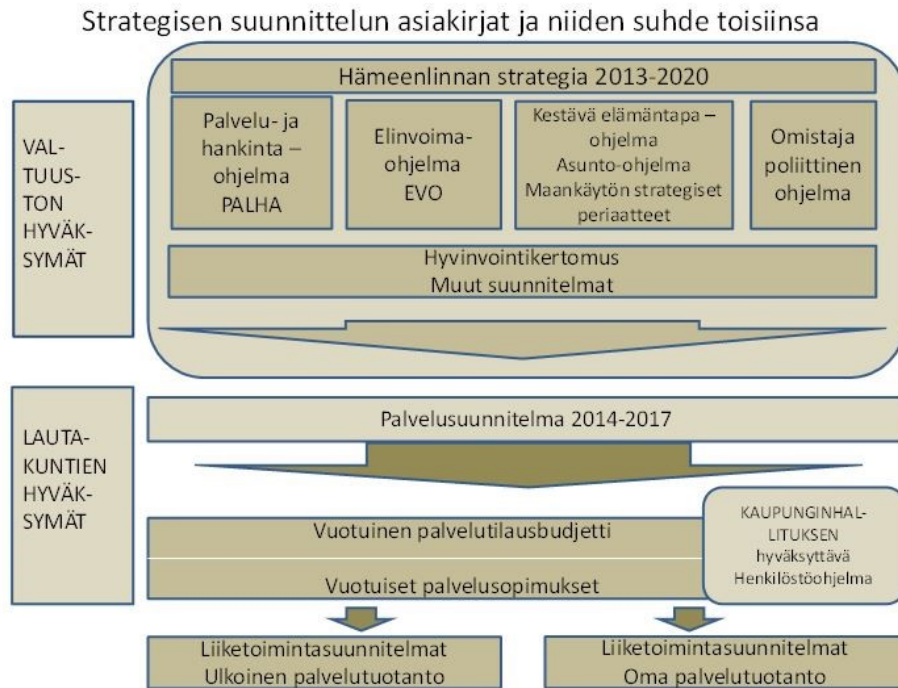 Strategisen suunnittelun asiakirjat ja niiden suhde toisiinsa
VAL-
TUUS-
TON
HYVÄK-
SYMÄT
Hämeenlinnan strategia 2013-2020
Palvelu- ja
hankinta –
ohjelma
PALHA
Elinvoima-
ohjelma
EVO
Kestävä elämäntapa –
ohjelma
Asunto-ohjelma
Maankäytön strategiset
periaatteet
Omistaja
poliittinen
ohjelma
Hyvinvointikertomus
Muut suunnitelmat
LAUTA-
KUNTIEN
HYVÄK-
SYMÄT
Palvelusuunnitelma 2014-2017
Vuotuinen palvelutilausbudjetti
Vuotuiset palvelusopimukset
KAUPUNGINHAL-
LITUKSEN
hyväksyttävä
Henkilöstöohjelma
Liiketoimintasuunnitelmat
Ulkoinen palvelutuotanto
Liiketoimintasuunnitelmat
Oma palvelutuotanto